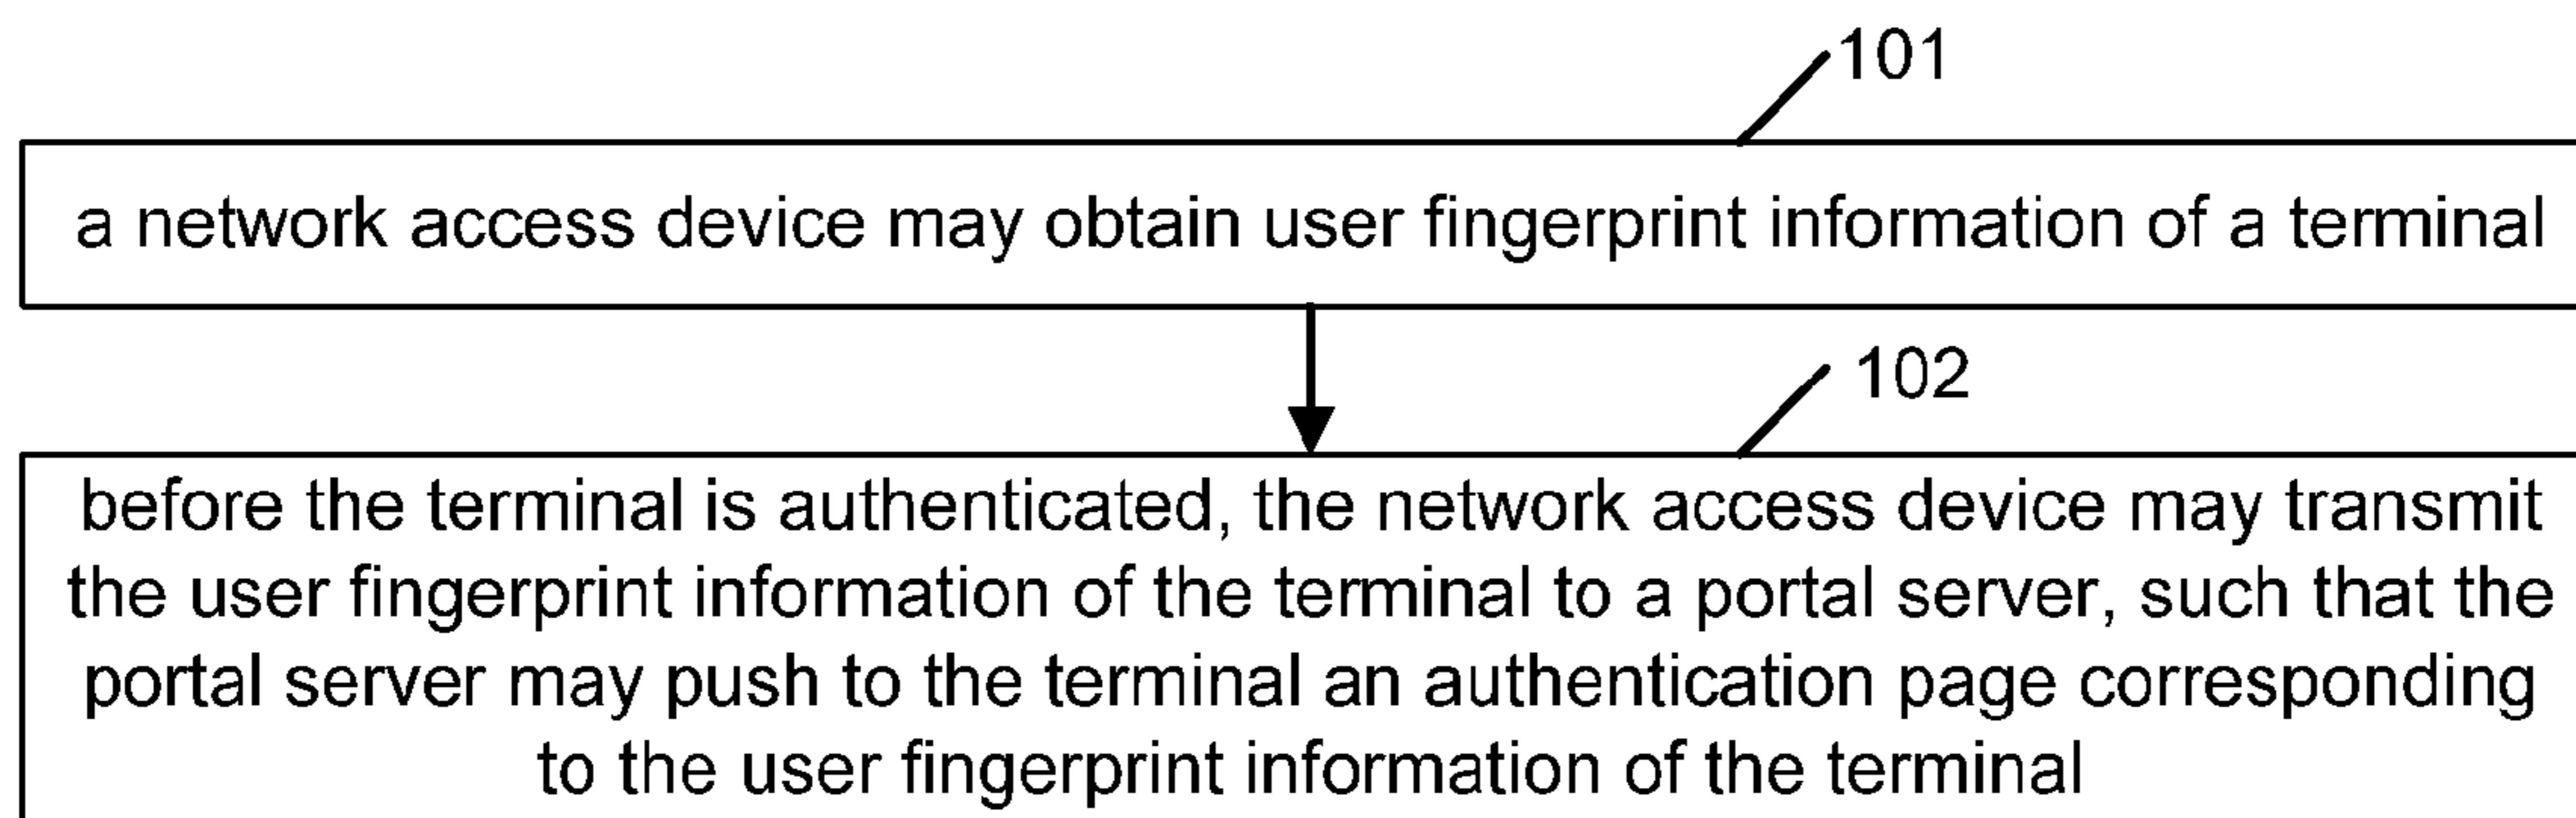 101
a network access device may obtain user fingerprint information of a terminal
102
before the terminal is authenticated, the network access device may transmit
the user fingerprint information of the terminal to a portal server, such that the
portal server may push to the terminal an authentication page corresponding
to the user fingerprint information of the terminal